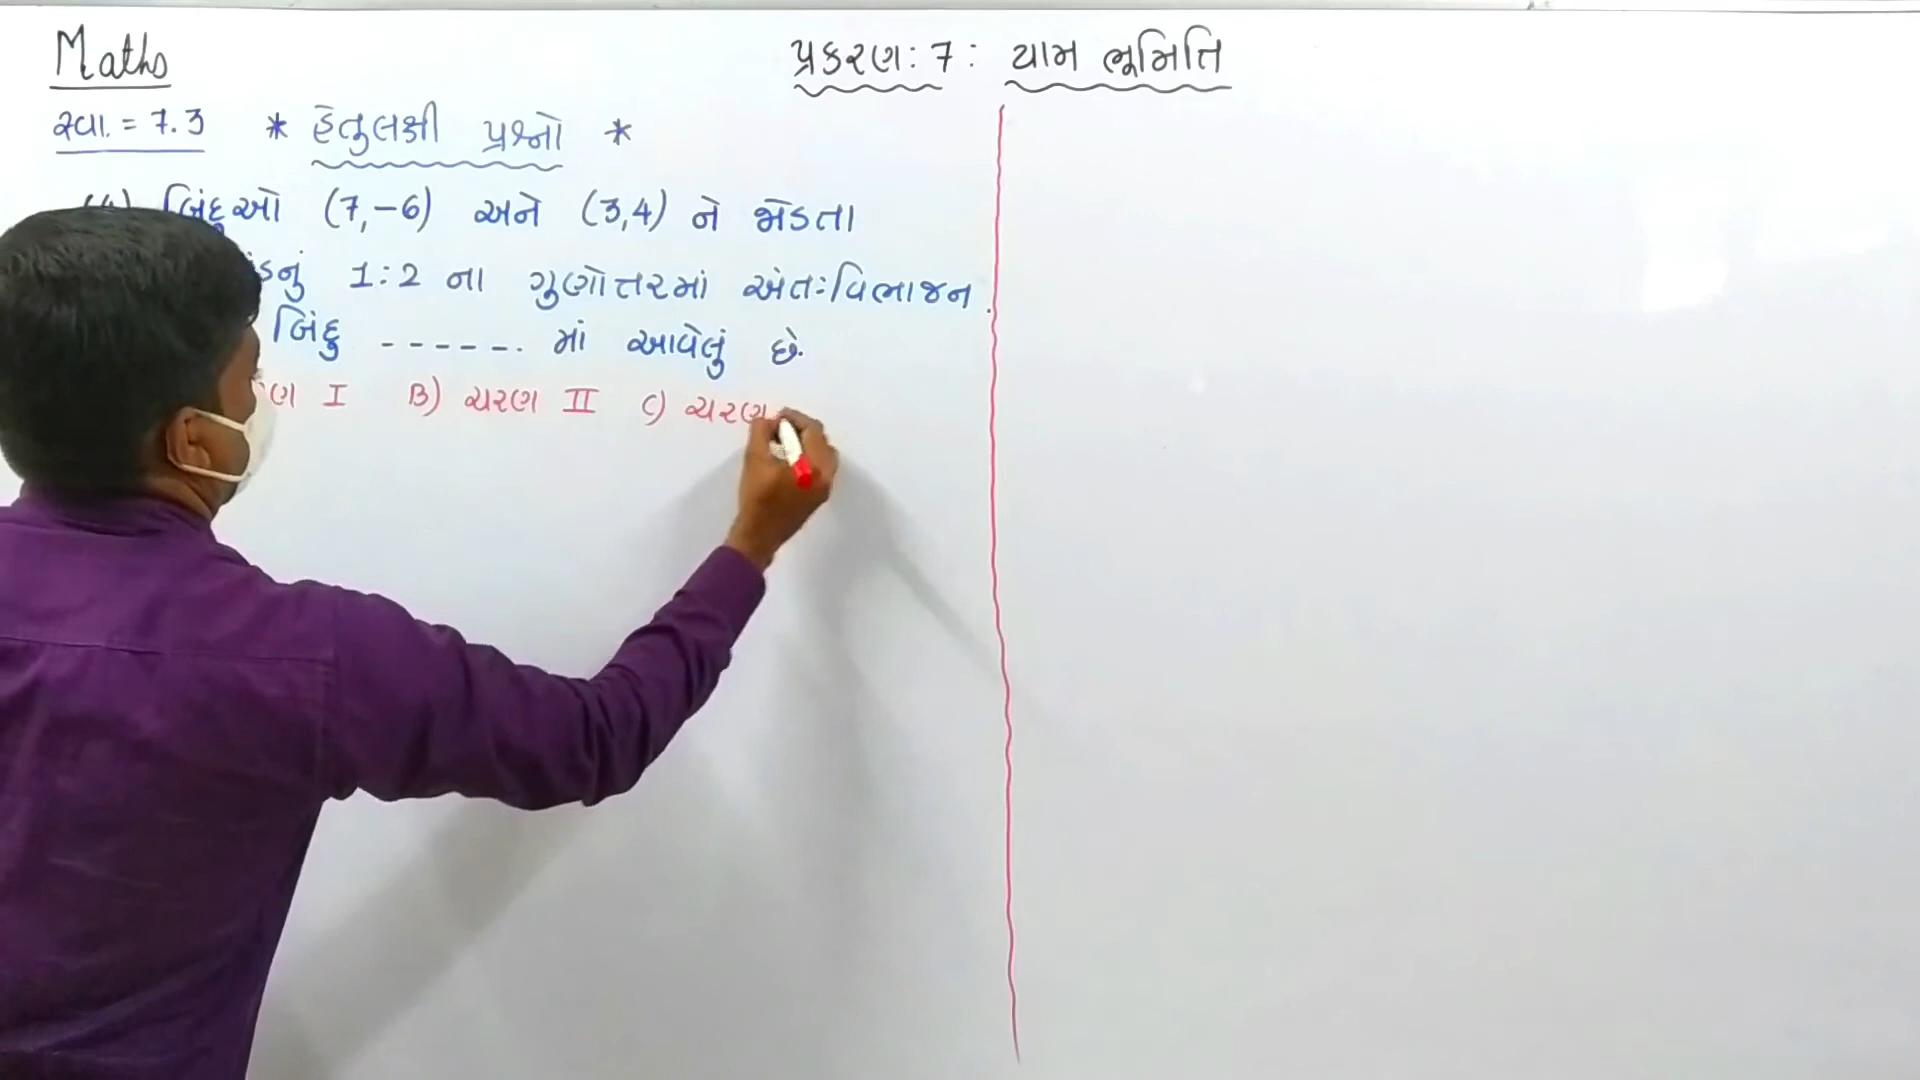 Maths
પ્રકરણ: 7: યામ ભૂમિતિ
સ્વા. = 7.3 * હેતુલક્ષી પ્રશ્નો *
બિંદુઓ (7,-6) અને (3,4) ને જોડતા
1:2 ના ગુણોત્તરમાં અંતઃવિભાજન
બિંદુ ------. માં આવેલું છે.
I B) ચરણ II C) ચરણ